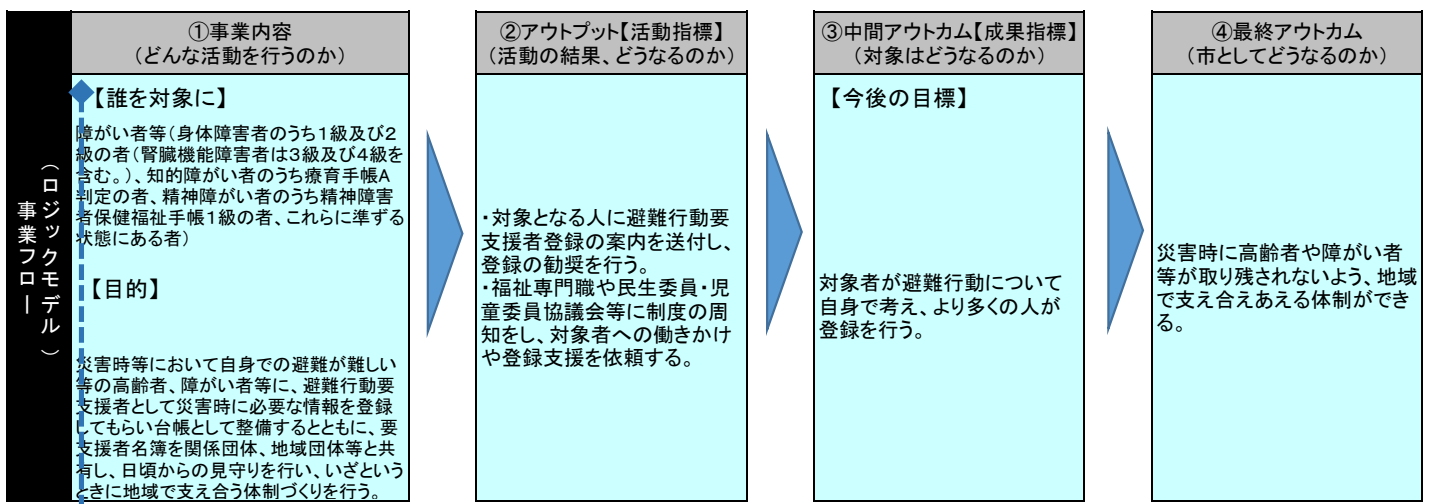 事業フロー
（ロジックモデル）
①事業内容
（どんな活動を行うのか）
【誰を対象に】
障がい者等（身体障害者のうち１級及び２
級の者（腎臓機能障害者は３級及び４級を
含む。）、知的障がい者のうち療育手帳A
判定の者、精神障がい者のうち精神障害
者保健福祉手帳１級の者、これらに準ずる
状態にある者）
【目的】
災害時等において自身での避難が難しい
等の高齢者、障がい者等に、避難行動要
支援者として災害時に必要な情報を登録
してもらい台帳として整備するとともに、要
支援者名簿を関係団体、地域団体等と共
有し、日頃からの見守りを行い、いざという
ときに地域で支え合う体制づくりを行う。
②アウトプット【活動指標】
（活動の結果、どうなるのか）
・対象となる人に避難行動要
支援者登録の案内を送付し、
登録の勧奨を行う。
・福祉専門職や民生委員・児
童委員協議会等に制度の周
知をし、対象者への働きかけ
や登録支援を依頼する。
③中間アウトカム【成果指標】
（対象はどうなるのか）
【今後の目標】
対象者が避難行動について
自身で考え、より多くの人が
登録を行う。
④最終アウトカム
（市としてどうなるのか）
災害時に高齢者や障がい者
等が取り残されないよう、地域
で支え合えあえる体制ができ
る。